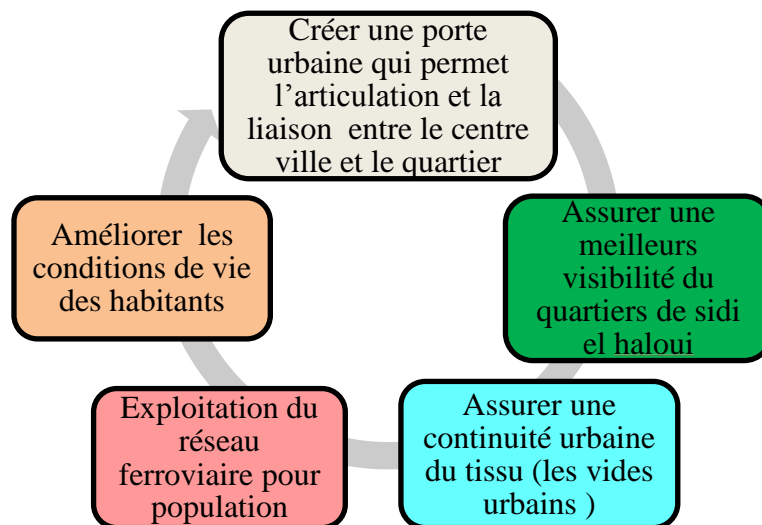 Créer une porte
urbaine qui permet
l’articulation et la
liaison entre le centre
ville et le quartier
Assurer une
meilleurs
visibilité du
quartiers de sidi
el haloui
Assurer une
continuité urbaine
du tissu (les vides
urbains )
Exploitation du
réseau
ferroviaire pour
population
Améliorer les
conditions de vie
des habitants